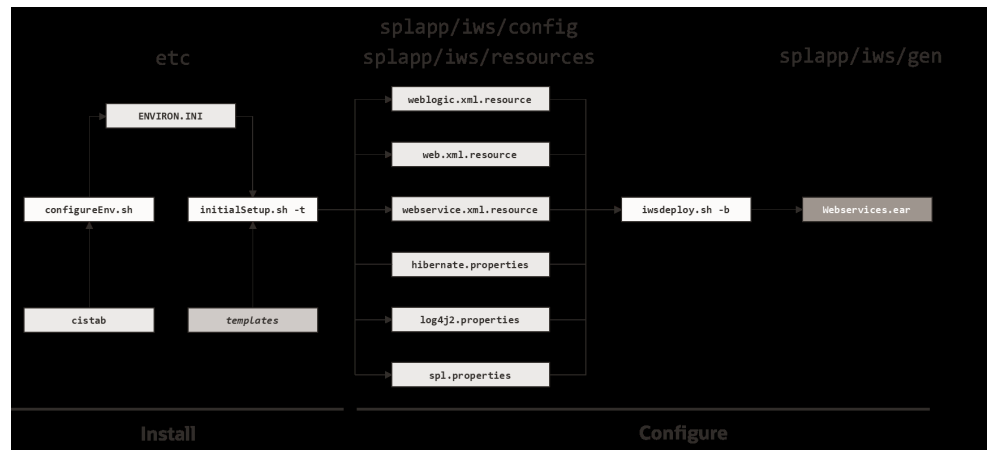 splapp/iws/config
etc
splapp/iws/resources
splapp/iws/gen
weblogic.xml.resource
ENVIRON.INI
web.xml.resource
configureEnv.sh
initialSetup.sh -t
webservice.xml.resource
iwsdeploy.sh -b
Webservices.ear
hibernate.properties
cistab
templates
log4j2.properties
spl.properties
Install
Configure